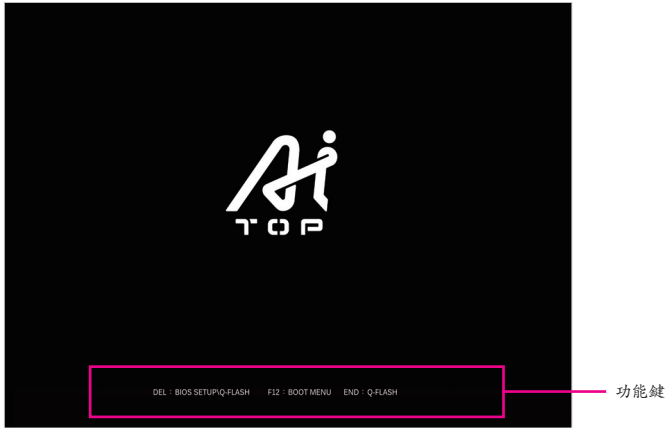 Ai
TOP
DEL : BIOS SETUP\Q-FLASH F12 : BOOT MENU END : Q-FLASH
功能鍵